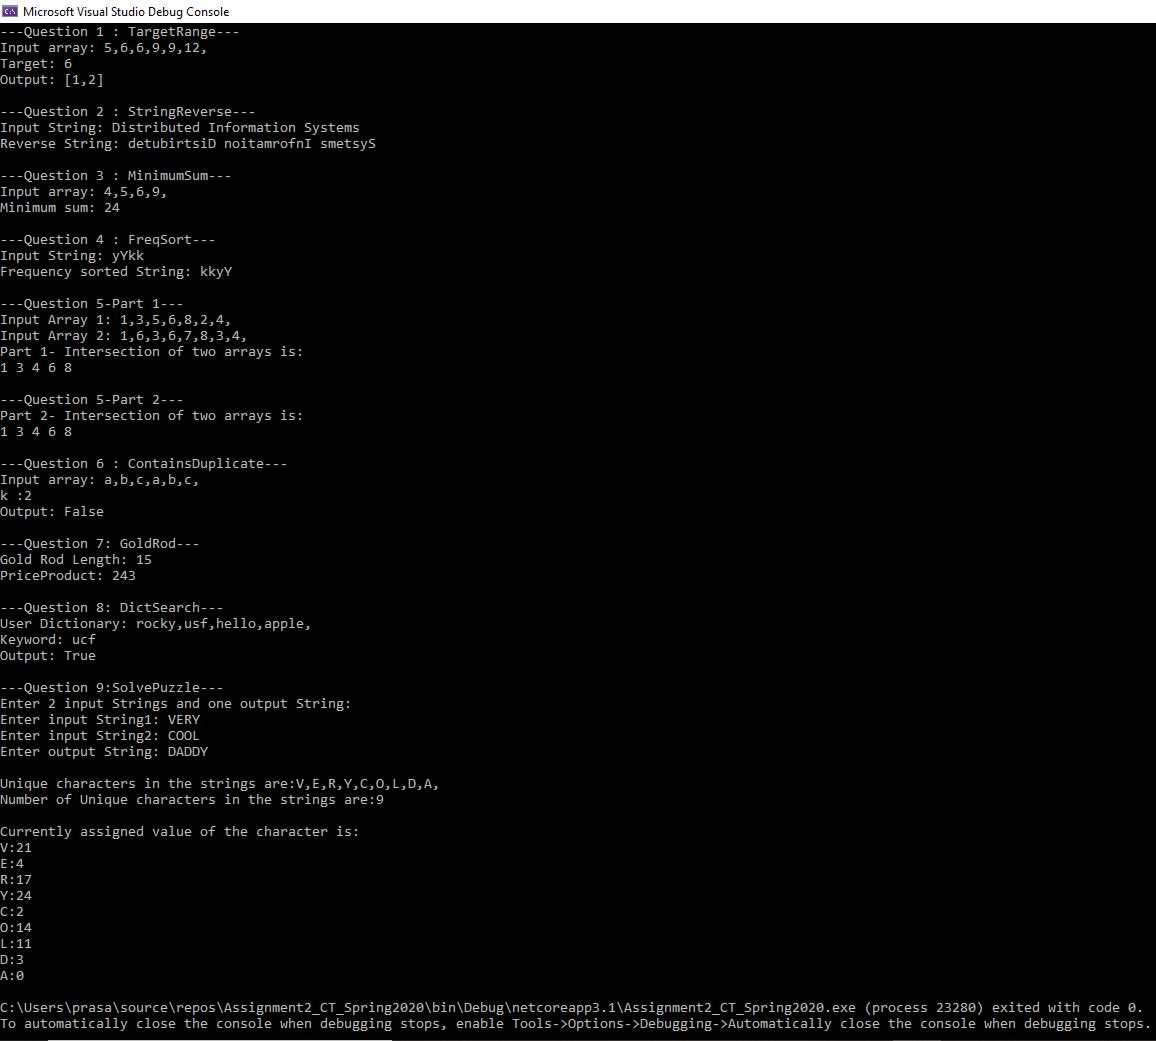 Microsoft Visual Studio Debug Console
---Question 1 : TargetRange---
Input array: 5,6,6,9,9,12,
Target: 6
Output: [1,2]
---Question 2 : StringReverse---
Input String: Distributed Information Systems
Reverse String: detubirtsiD noitamrofnI smetsyS
---Question 3 : MinimumSum---
Input array: 4,5,6,9,
Minimum sum: 24
---Question 4 : FreqSort---
Input String: yYkk
Frequency sorted String: kkyY
---Question 5-Part 1---
Input Array 1: 1,3,5,6,8,2,4,
Input Array 2: 1,6,3,6,7,8,3,4,
Part 1- Intersection of two arrays is:
1 3 4 6 8
---Question 5-Part 2---
Part 2- Intersection of two arrays is:
1 3 4 6 8
---Question 6 : ContainsDuplicate---
Input array: a,b,c,a,b,c,
k :2
Output: False
---Question 7: GoldRod---
Gold Rod Length: 15
PriceProduct: 243
---Question 8: DictSearch---
User Dictionary: rocky,usf,hello,apple,
Keyword: ucf
Output: True
---Question 9:SolvePuzzle---
Enter 2 input Strings and one output String:
Enter input String1: VERY
Enter input String2: COOL
Enter output String: DADDY
Unique characters in the strings are:V,E,R,Y,C,O,L,D,A,
Number of Unique characters in the strings are:9
Currently assigned value of the character is:
V:21
E:4
R:17
Y:24
C:2
O:14
L:11
D:3
A:0
C:\Users\prasa\source\repos\Assignment2_CT_Spring2020\bin\Debug\netcoreapp3.1\Assignment2_CT_Spring2020.exe (process 23280) exited with code 0.
To automatically close the console when debugging stops, enable Tools->Options->Debugging->Automatically close the console when debugging stops.